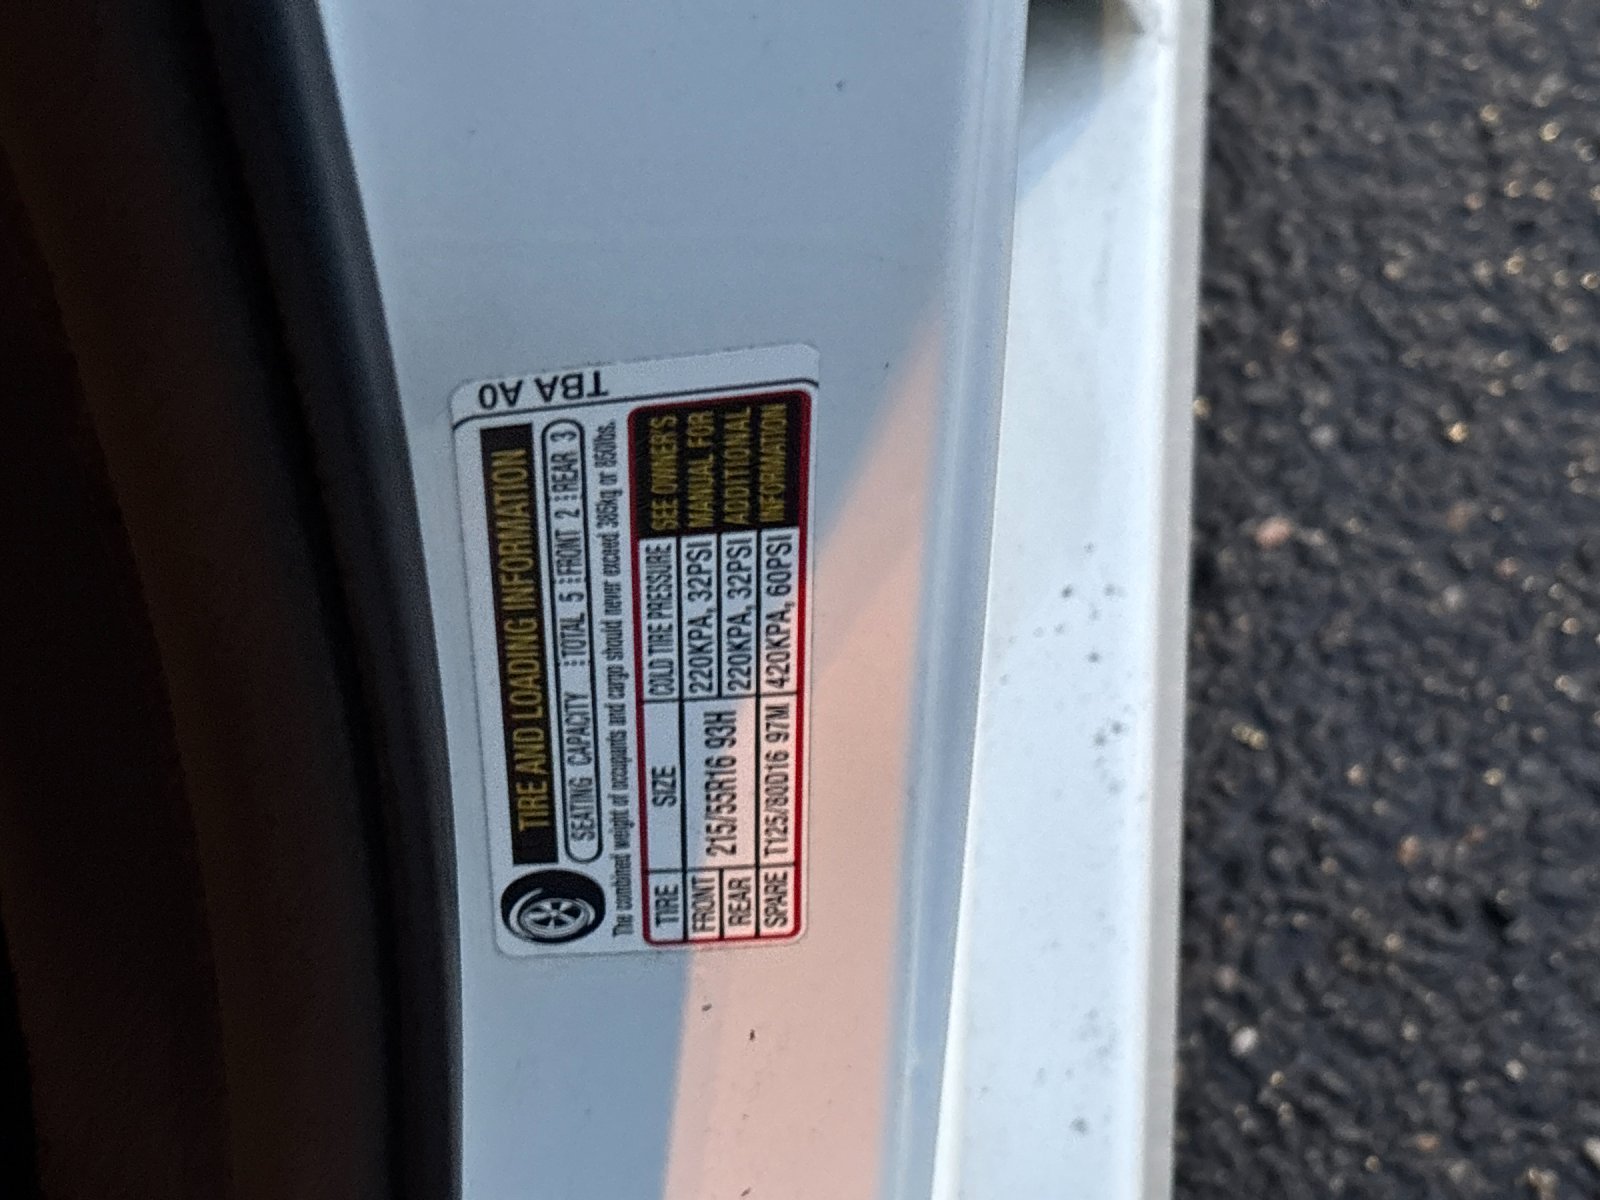 TBA A0
TIRE AND LOADING INFORMATION
SEATING CAPACITY TOTAL 5 FRONT 2 REAR 3
The combined weight of occupants and cargo should never exceed 385kg or 850lbs.
TIRE SIZE COLD TIRE PRESSURE SEE OWNER'S
FRONT 215/55R16 93H 220KPA, 32PSI MANUAL FOR
REAR 220KPA, 32PSI ADDITIONAL
SPARE T125/80D16 97M 420KPA, 60PSI INFORMATION